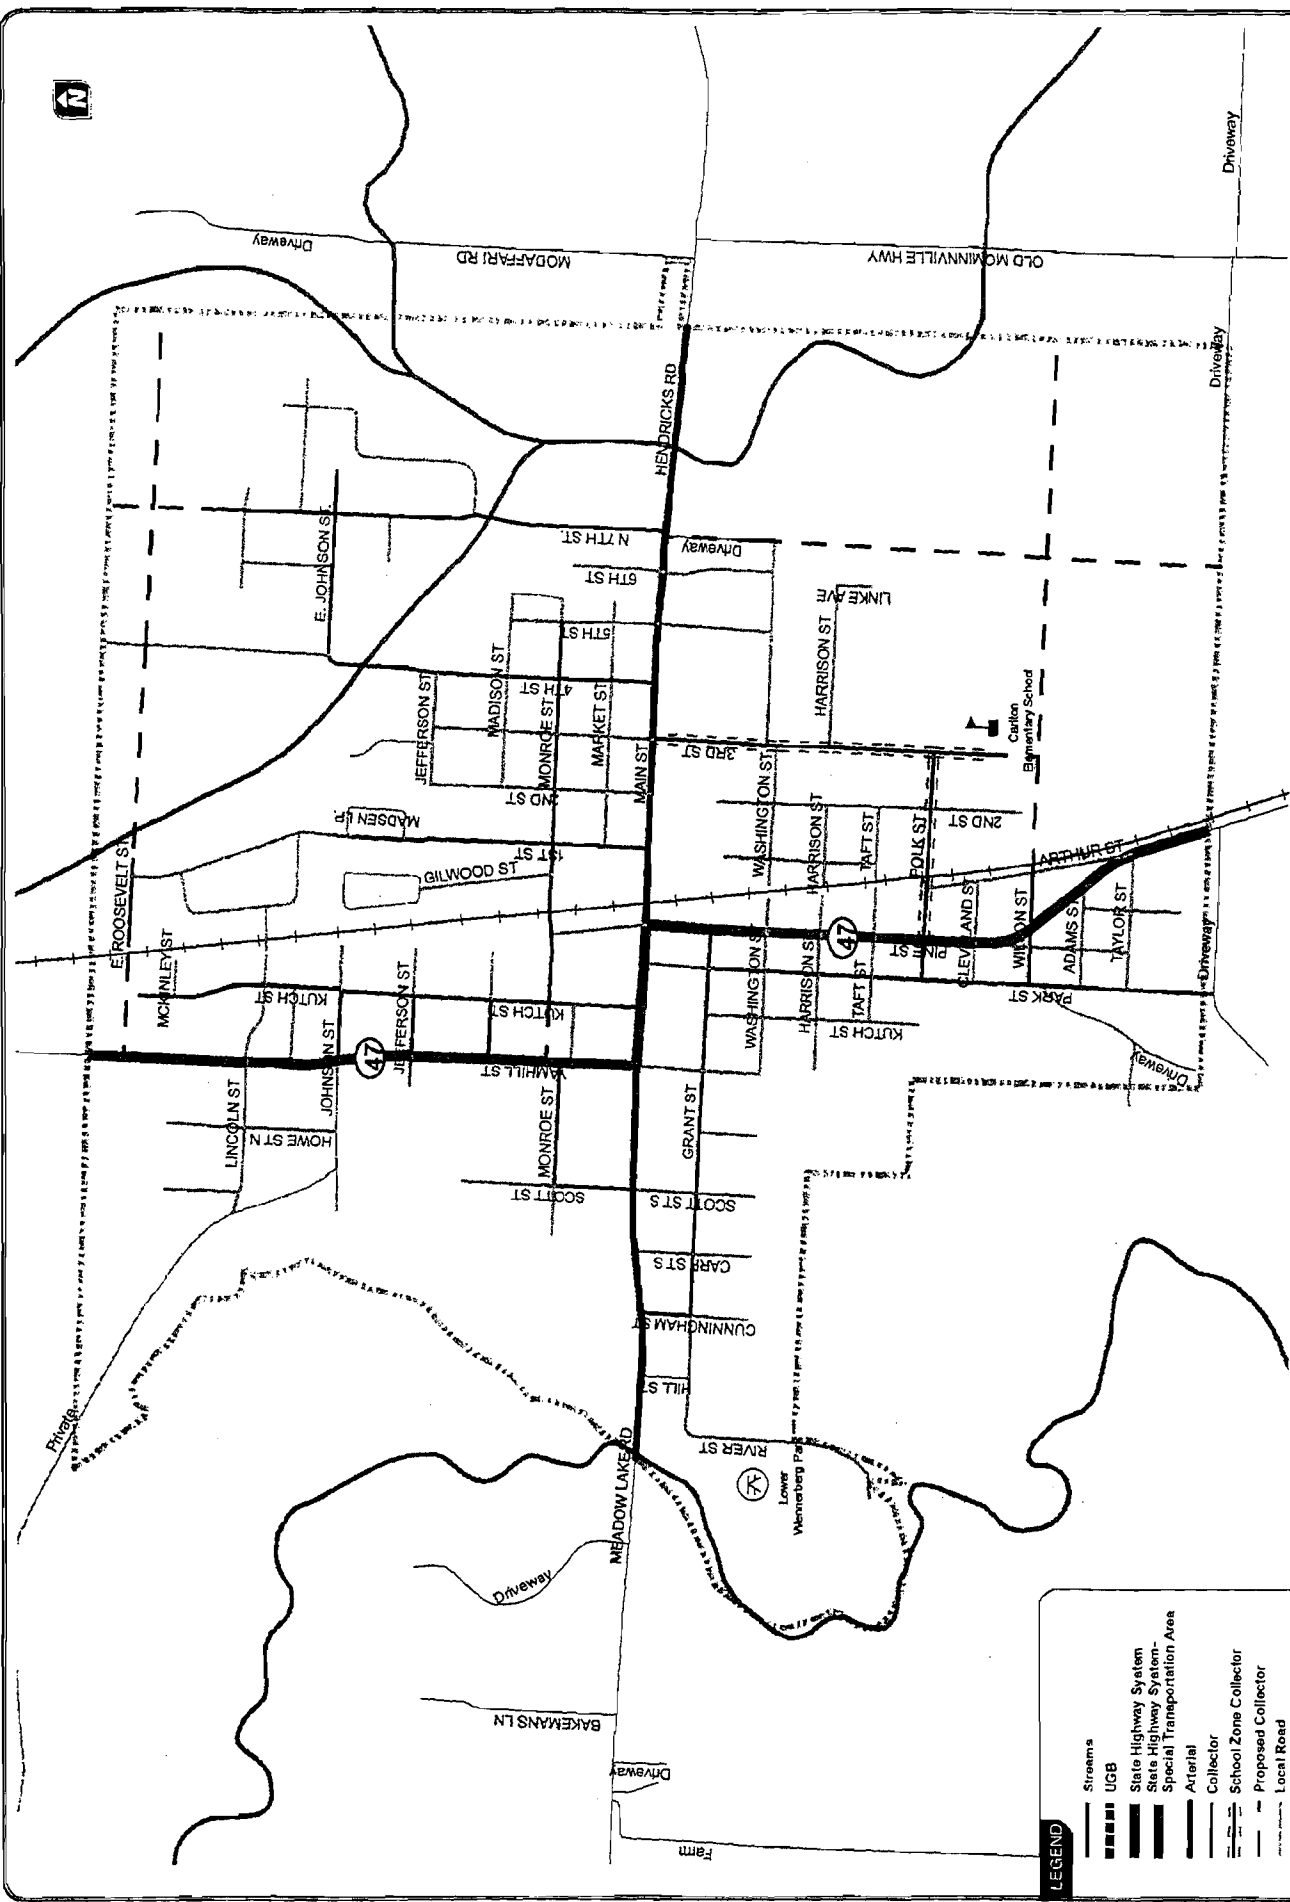 N
Driveway
MODAFFARI RD
OLD MCMINNVILLE HWY
Driveway
Driveway
HENDRICKS RD
N 7TH ST.
Driveway
6TH ST
E. JOHNSON ST.
5TH ST
LINKE AVE
HARRISON ST
MADISON ST
4TH ST
JEFFERSON ST
MONROE ST
MARKET ST
MAIN ST
3RD ST
Carlton
Elementary School
2ND ST
WASHINGTON ST
HARRISON ST
TAFT ST
POLK ST
2ND ST
MADSEN LP.
1ST ST
GILWOOD ST
E. ROOSEVELT ST
ARTHUR ST
MCKINLEY ST
KUTCH ST
JEFFERSON ST
KUTCH ST
WASHINGTON ST
HARRISON ST
47
PINE ST
TAFT ST
CLEVELAND ST
WILSON ST
ADAMS ST
TAYLOR ST
Driveway
PARK ST
KUTCH ST
JOHNSON ST
47
YAMHILL ST
Driveway
LINCOLN ST
HOWE ST N
MONROE ST
GRANT ST
SCOTT ST
SCOTT ST S
CARR ST S
CUNNINGHAM ST
HILL ST
Private
MEADOW LAKE RD
RIVER ST
Lower
Wennerberg Park
Driveway
BAKEMANS LN
Driveway
Farm
LEGEND
Streams
UGB
State Highway System
State Highway System-
Special Transportation Area
Arterial
Collector
School Zone Collector
Proposed Collector
Local Road